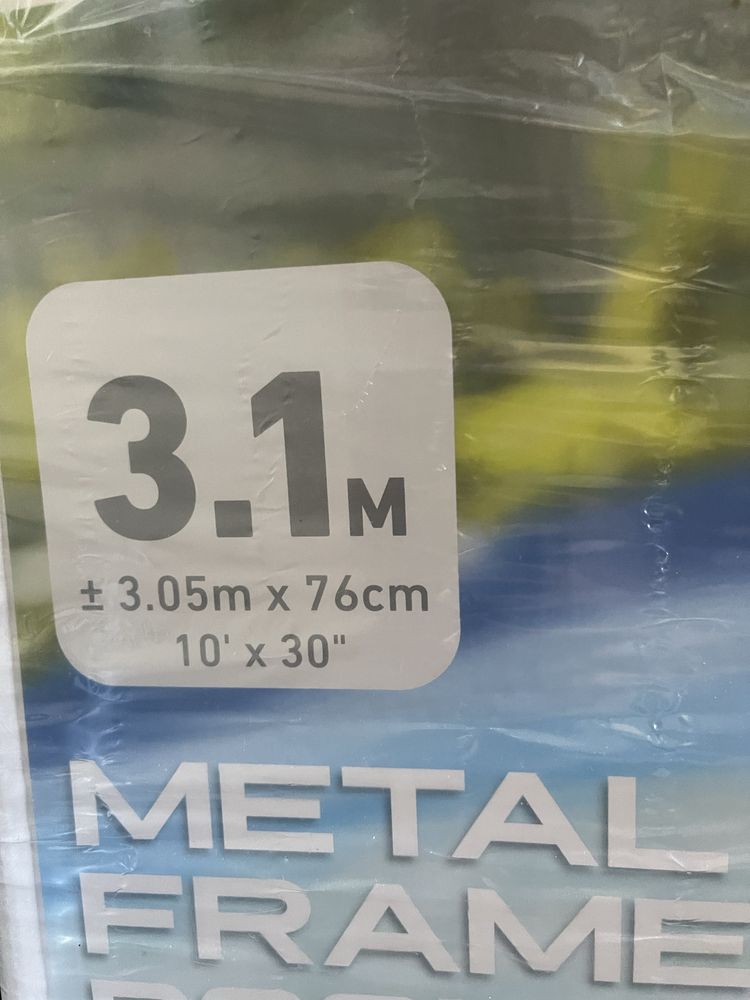 3.1M
± 3.05m x 76cm
10' x 30"
METAL
FRAME